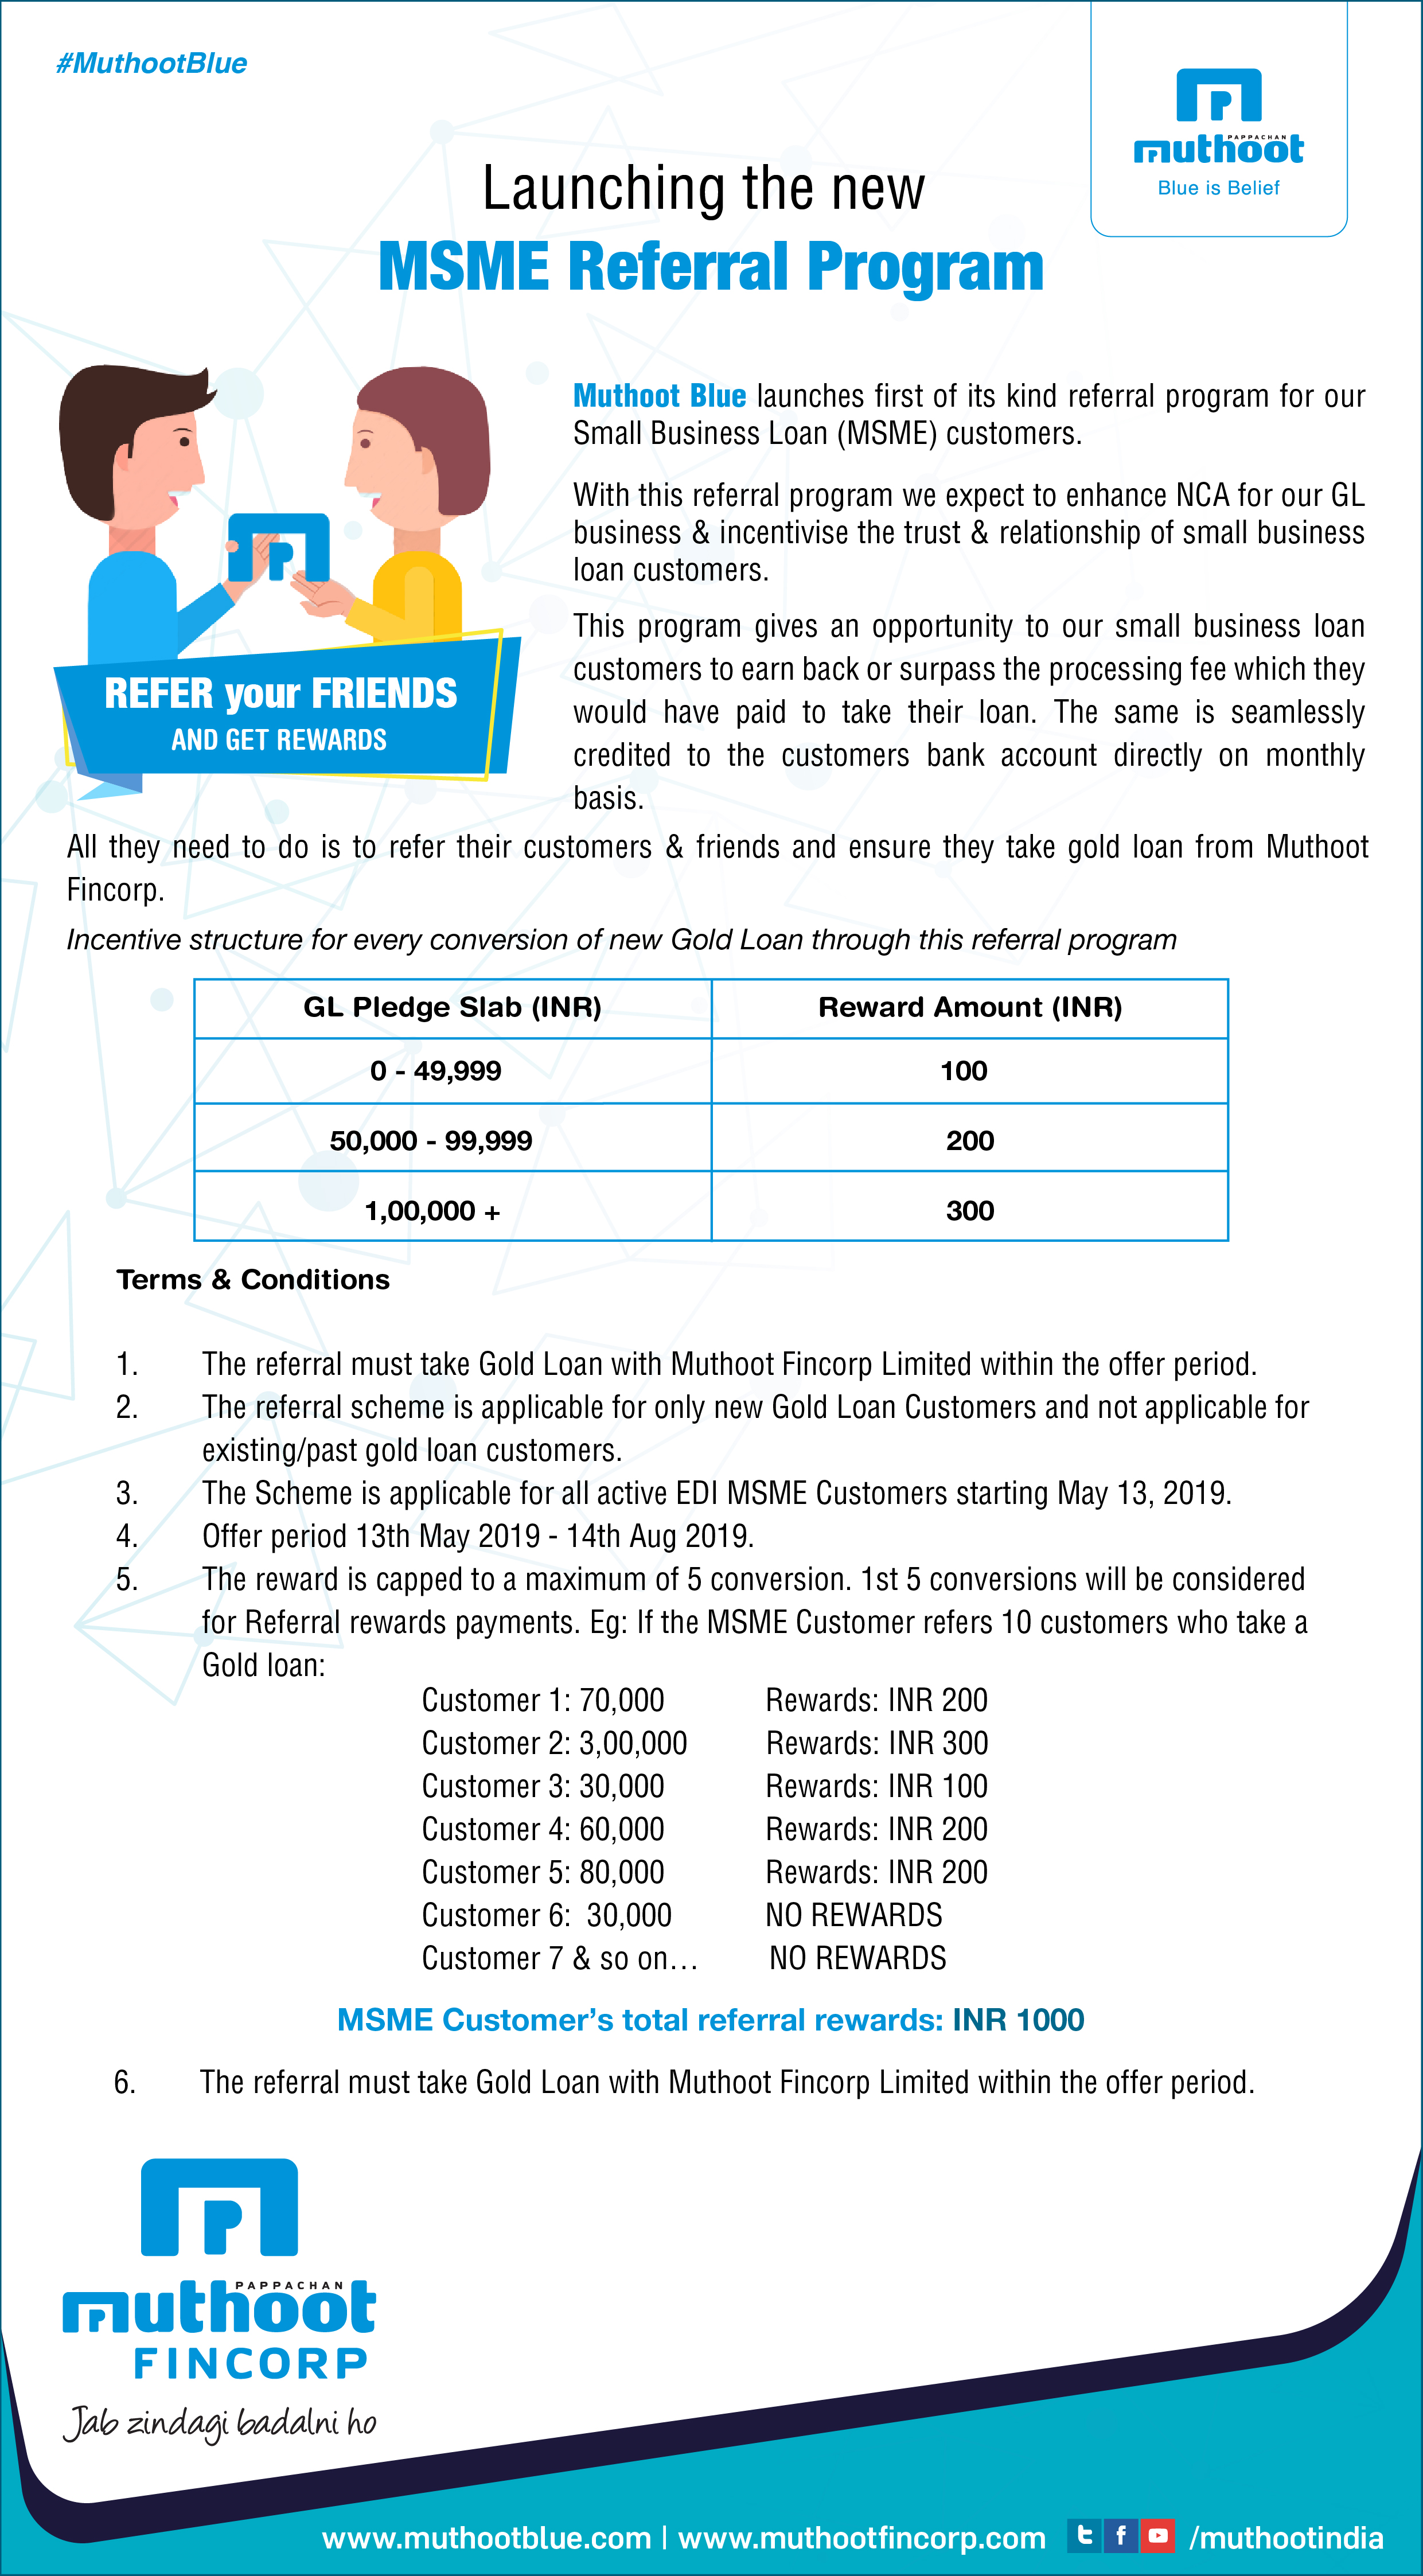 #MuthootBlue
PAPPACHAN
muthoot
Blue is Belief
Launching the new
MSME Referral Program
Muthoot Blue launches first of its kind referral program for our
Small Business Loan (MSME) customers.
With this referral program we expect to enhance NCA for our GL
business & incentivise the trust & relationship of small business
loan customers.
This program gives an opportunity to our small business loan
customers to earn back or surpass the processing fee which they
would have paid to take their loan. The same is seamlessly
credited to the customers bank account directly on monthly
basis.
REFER your FRIENDS
AND GET REWARDS
All they need to do is to refer their customers & friends and ensure they take gold loan from Muthoot
Fincorp.
Incentive structure for every conversion of new Gold Loan through this referral program
GL Pledge Slab (INR) Reward Amount (INR)
0 - 49,999 100
50,000 - 99,999 200
1,00,000 + 300
Terms & Conditions
1. The referral must take Gold Loan with Muthoot Fincorp Limited within the offer period.
2. The referral scheme is applicable for only new Gold Loan Customers and not applicable for
existing/past gold loan customers.
3. The Scheme is applicable for all active EDI MSME Customers starting May 13, 2019.
4. Offer period 13th May 2019 - 14th Aug 2019.
5. The reward is capped to a maximum of 5 conversion. 1st 5 conversions will be considered
for Referral rewards payments. Eg: If the MSME Customer refers 10 customers who take a
Gold loan:
Customer 1: 70,000 Rewards: INR 200
Customer 2: 3,00,000 Rewards: INR 300
Customer 3: 30,000 Rewards: INR 100
Customer 4: 60,000 Rewards: INR 200
Customer 5: 80,000 Rewards: INR 200
Customer 6: 30,000 NO REWARDS
Customer 7 & so on... NO REWARDS
MSME Customer's total referral rewards: INR 1000
6. The referral must take Gold Loan with Muthoot Fincorp Limited within the offer period.
PAPPACHAN
muthoot
FINCORP
Jab zindagi badalni ho
www.muthootblue.com | www.muthootfincorp.com /muthootindia